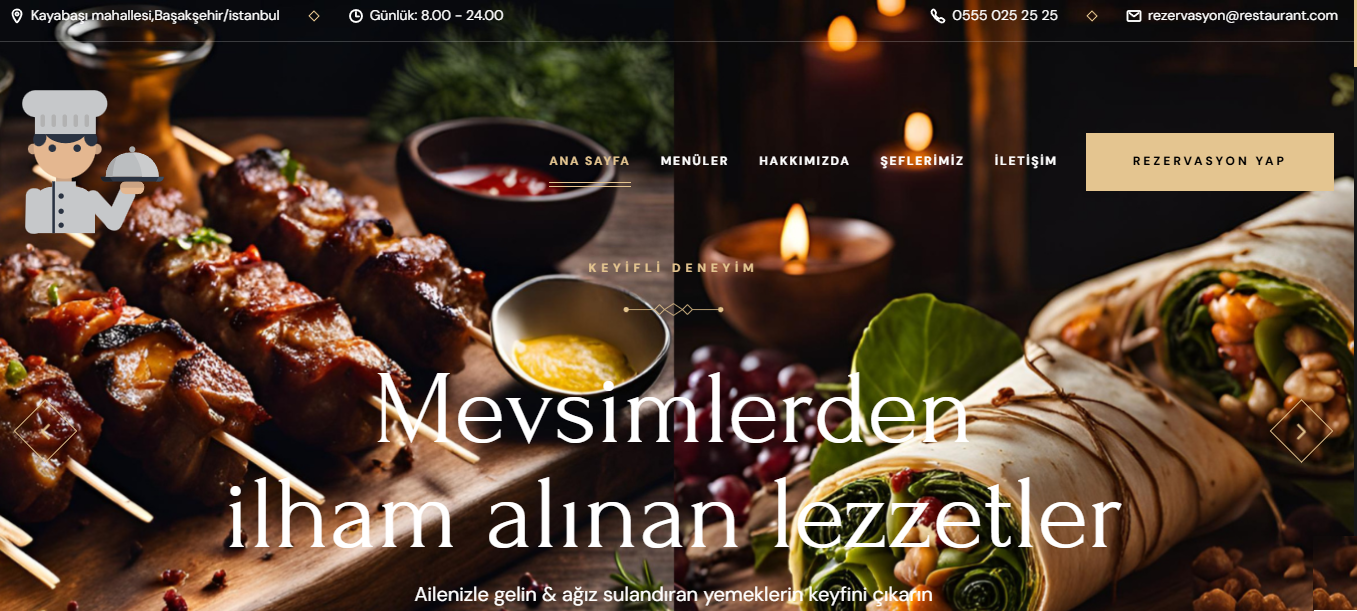 Kayabaşı mahallesi,Başakşehir/istanbul
Günlük: 8.00 - 24.00
0555 025 25 25
rezervasyon@restaurant.com
ANA SAYFA
MENÜLER
HAKKIMIZDA
ŞEFLERİMİZ
İLETİŞİM
REZERVASYON YAP
KEYİFLİ DENEYİM
Mevsimlerden
ilham alınan lezzetler
Ailenizle gelin & ağız sulandıran yemeklerin keyfini çıkarın